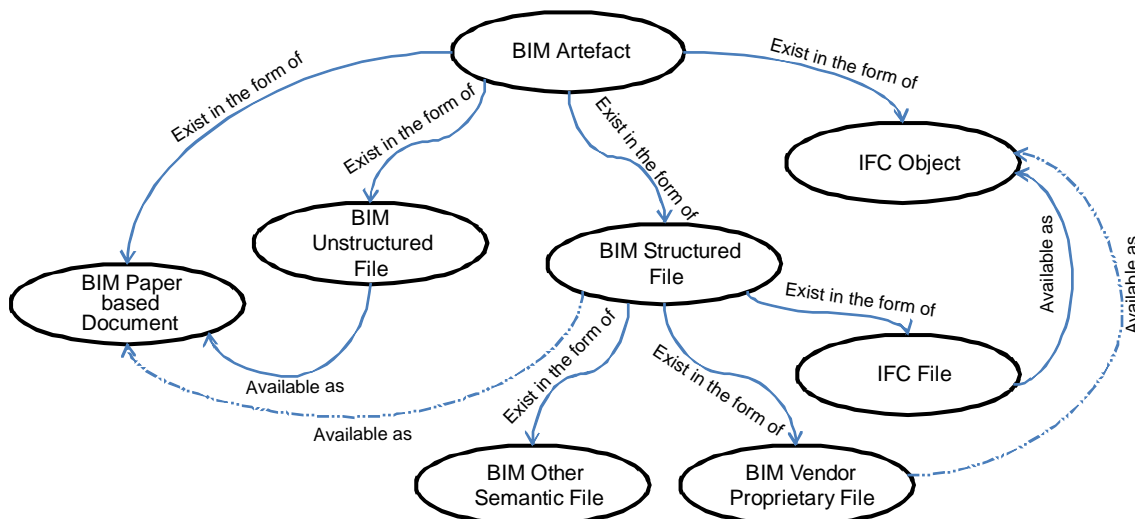 BIM Artefact
Exist in the form of
Exist in the form of
Exist in the form of
Exist in the form of
IFC Object
BIM
Unstructured
File
BIM Structured
File
BIM Paper
based
Document
Available as
Available as
Exist in the form of
Exist in the form of
Exist in the form of
Available as
Available as
IFC File
BIM Other
Semantic File
BIM Vendor
Proprietary File